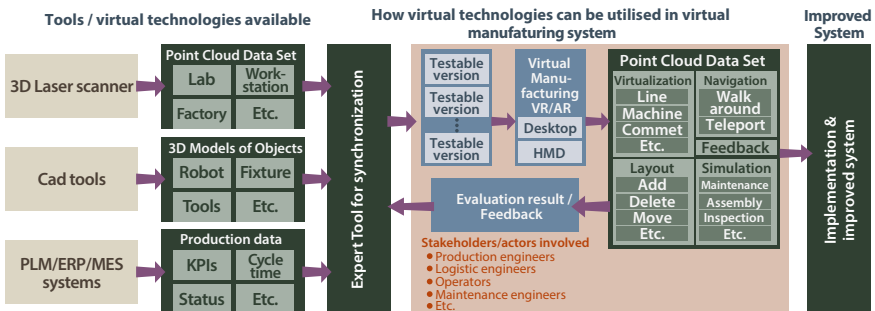 Tools / virtual technologies available
How virtual technologies can be utilised in virtual
manufaturing system
Improved
System
3D Laser scanner
Point Cloud Data Set
Lab
Work-
station
Factory
Etc.
Cad tools
3D Models of Objects
Robot
Fixture
Tools
Etc.
PLM/ERP/MES
systems
Production data
KPIs
Cycle
time
Status
Etc.
Expert Tool for synchronization
Testable
version
Testable
version
Testable
version
Virtual
Manu-
facturing
VR/AR
Desktop
HMD
Point Cloud Data Set
Virtualization
Line
Machine
Commet
Etc.
Navigation
Walk
around
Teleport
Feedback
Layout
Add
Delete
Move
Etc.
Simulation
Maintenance
Assembly
Inspection
Etc.
Evaluation result /
Feedback
Stakeholders/actors involved
• Production engineers
• Logistic engineers
• Operators
• Maintenance engineers
• Etc.
Implementation &
improved system